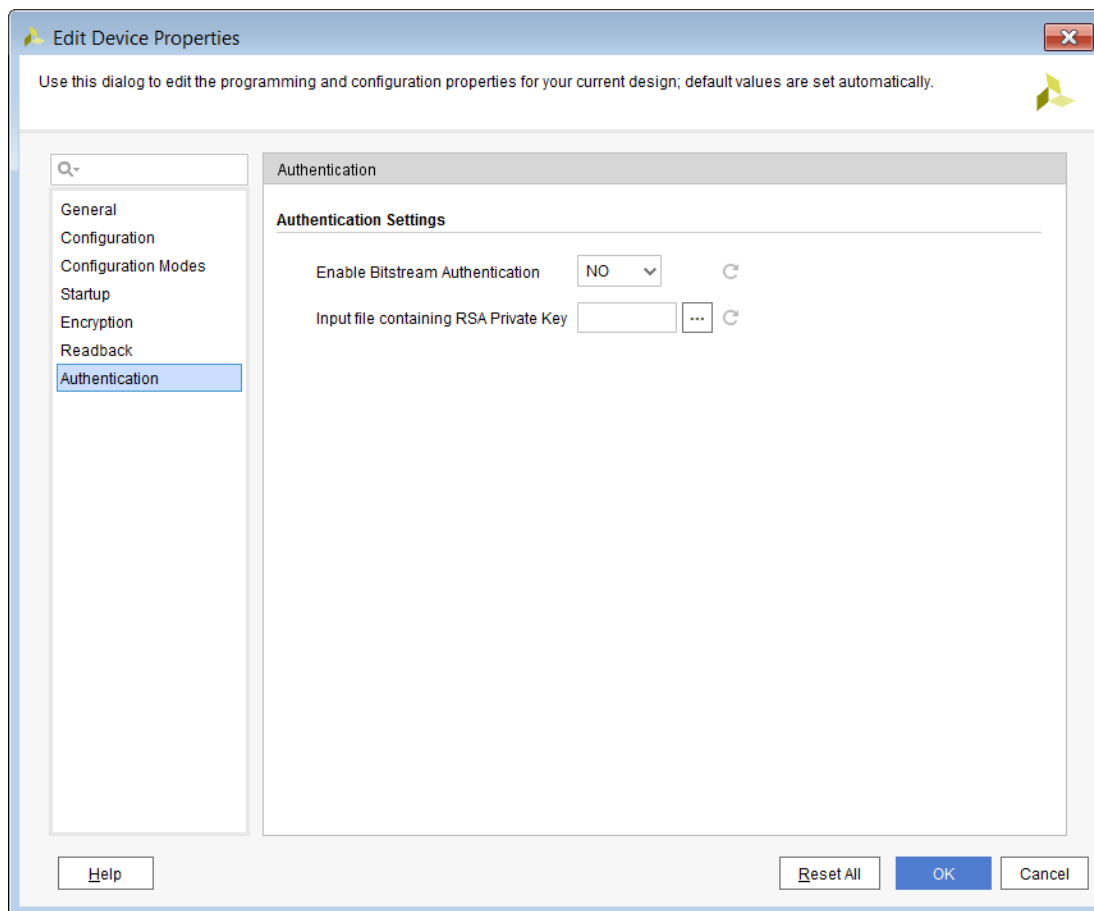 Edit Device Properties
Use this dialog to edit the programming and configuration properties for your current design; default values are set automatically.
General
Configuration
Configuration Modes
Startup
Encryption
Readback
Authentication
Authentication
Authentication Settings
Enable Bitstream Authentication NO
Input file containing RSA Private Key ...
Help Reset All OK Cancel